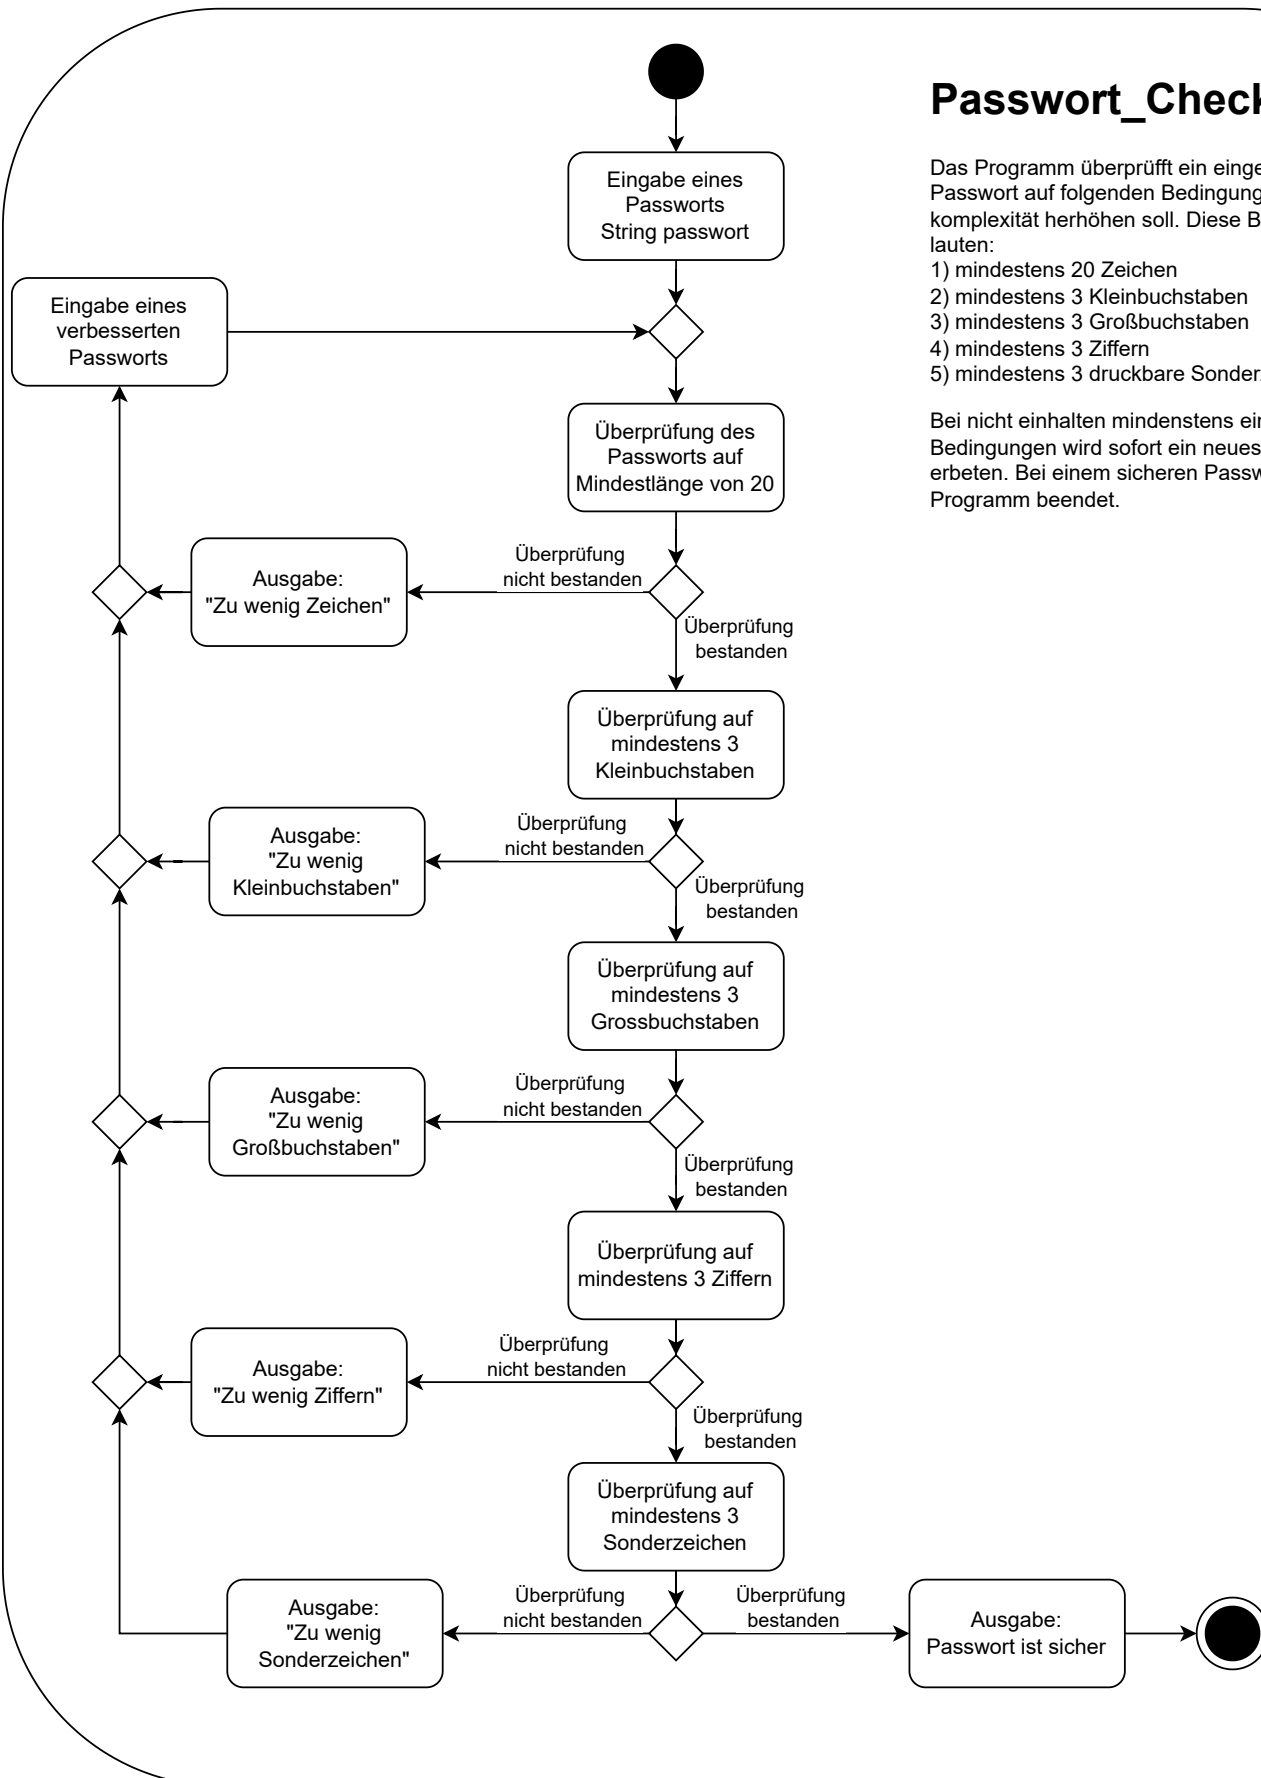 Passwort_Check
Das Programm überprüfft ein einge
Passwort auf folgenden Bedingung
komplexität herhöhen soll. Diese B
lauten:
1) mindestens 20 Zeichen
2) mindestens 3 Kleinbuchstaben
3) mindestens 3 Großbuchstaben
4) mindestens 3 Ziffern
5) mindestens 3 druckbare Sonder
Bei nicht einhalten mindenstens ein
Bedingungen wird sofort ein neues
erbeten. Bei einem sicheren Passw
Programm beendet.
Eingabe eines
Passworts
String passwort
Eingabe eines
verbesserten
Passworts
Überprüfung des
Passworts auf
Mindestlänge von 20
Überprüfung
nicht bestanden
Ausgabe:
"Zu wenig Zeichen"
Überprüfung
bestanden
Überprüfung auf
mindestens 3
Kleinbuchstaben
Überprüfung
nicht bestanden
Ausgabe:
"Zu wenig
Kleinbuchstaben"
Überprüfung
bestanden
Überprüfung auf
mindestens 3
Grossbuchstaben
Überprüfung
nicht bestanden
Ausgabe:
"Zu wenig
Großbuchstaben"
Überprüfung
bestanden
Überprüfung auf
mindestens 3 Ziffern
Überprüfung
nicht bestanden
Ausgabe:
"Zu wenig Ziffern"
Überprüfung
bestanden
Überprüfung auf
mindestens 3
Sonderzeichen
Überprüfung
nicht bestanden
Ausgabe:
"Zu wenig
Sonderzeichen"
Überprüfung
bestanden
Ausgabe:
Passwort ist sicher